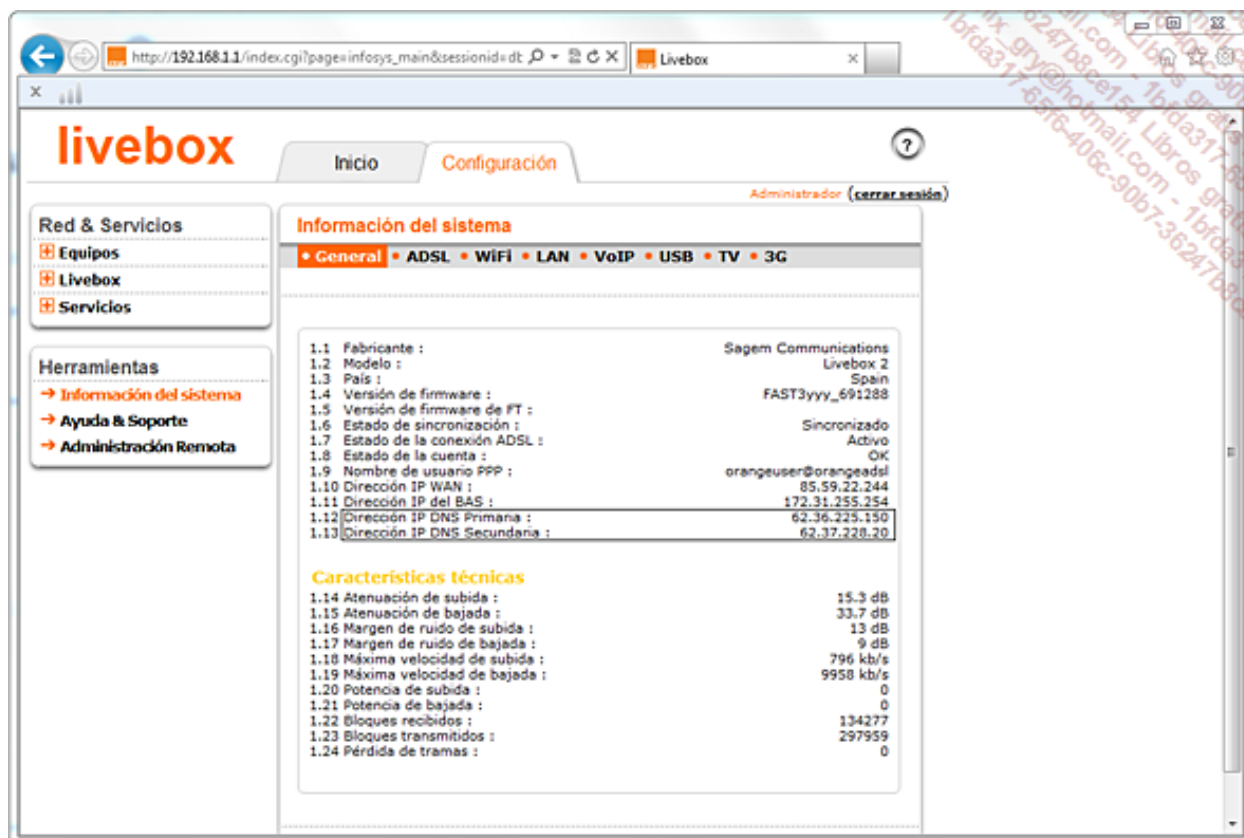 http://192.168.1.1/index.cgi?page=infosys_main&sessionid=dt
Livebox
livebox
Inicio
Configuración
?
Administrador (cerrar sesión)
Red & Servicios
Equipos
Livebox
Servicios
Herramientas
Información del sistema
Ayuda & Soporte
Administración Remota
Información del sistema
• General • ADSL • WiFi • LAN • VoIP • USB • TV • 3G
1.1 Fabricante : Sagem Communications
1.2 Modelo : Livebox 2
1.3 País : Spain
1.4 Versión de firmware : FAST3yyy_691288
1.5 Versión de firmware de FT :
1.6 Estado de sincronización : Sincronizado
1.7 Estado de la conexión ADSL : Activo
1.8 Estado de la cuenta : OK
1.9 Nombre de usuario PPP : orangeuser@orangeadsl
1.10 Dirección IP WAN : 85.59.22.244
1.11 Dirección IP del BAS : 172.31.255.254
1.12 Dirección IP DNS Primaria : 62.36.225.150
1.13 Dirección IP DNS Secundaria : 62.37.228.20
Características técnicas
1.14 Atenuación de subida : 15.3 dB
1.15 Atenuación de bajada : 33.7 dB
1.16 Margen de ruido de subida : 13 dB
1.17 Margen de ruido de bajada : 9 dB
1.18 Máxima velocidad de subida : 796 kb/s
1.19 Máxima velocidad de bajada : 9958 kb/s
1.20 Potencia de subida : 0
1.21 Potencia de bajada : 0
1.22 Bloques recibidos : 134277
1.23 Bloques transmitidos : 297959
1.24 Pérdida de tramas : 0